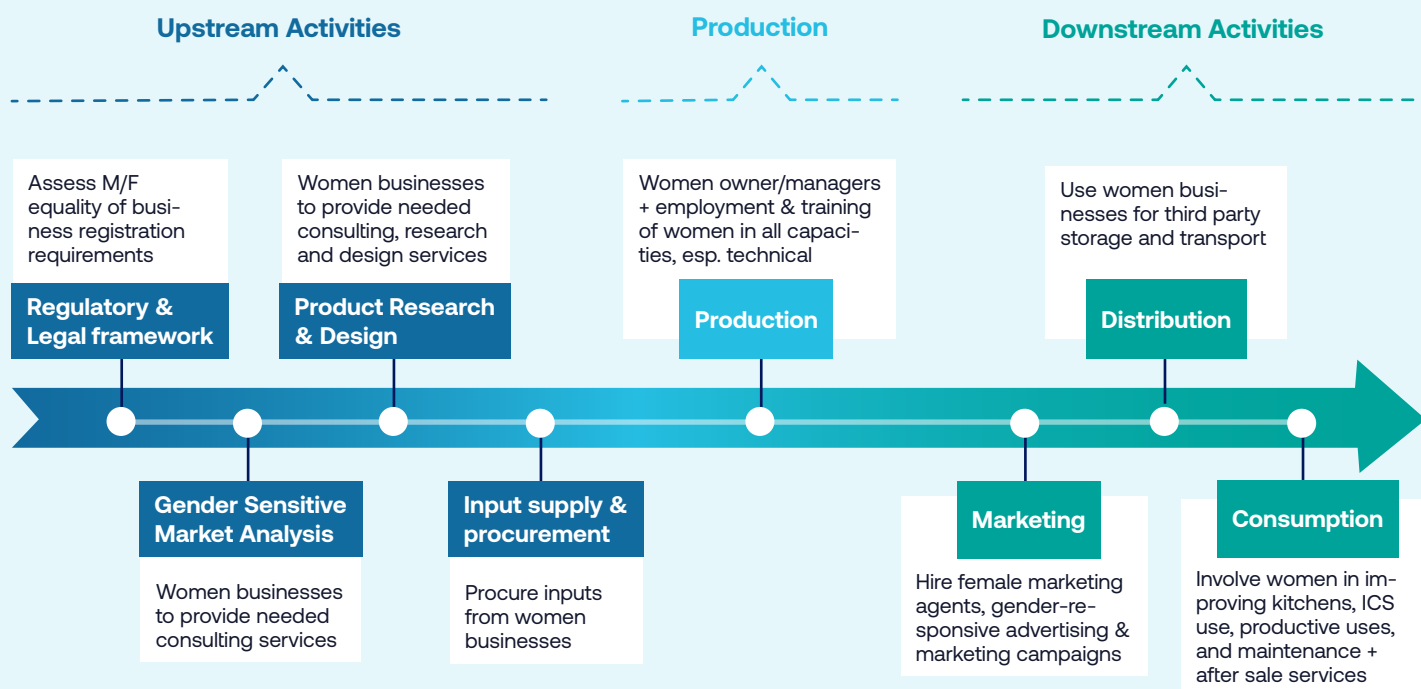 Upstream Activities
Production
Downstream Activities
Assess M/F
equality of busi-
ness registration
requirements
Regulatory &
Legal framework
Women businesses
to provide needed
consulting, research
and design services
Product Research
& Design
Women owner/managers
+ employment & training
of women in all capaci-
ties, esp. technical
Production
Use women busi-
nesses for third party
storage and transport
Distribution
Gender Sensitive
Market Analysis
Women businesses
to provide needed
consulting services
Input supply &
procurement
Procure inputs
from women
businesses
Marketing
Hire female marketing
agents, gender-re-
sponsive advertising &
marketing campaigns
Consumption
Involve women in im-
proving kitchens, ICS
use, productive uses,
and maintenance +
after sale services